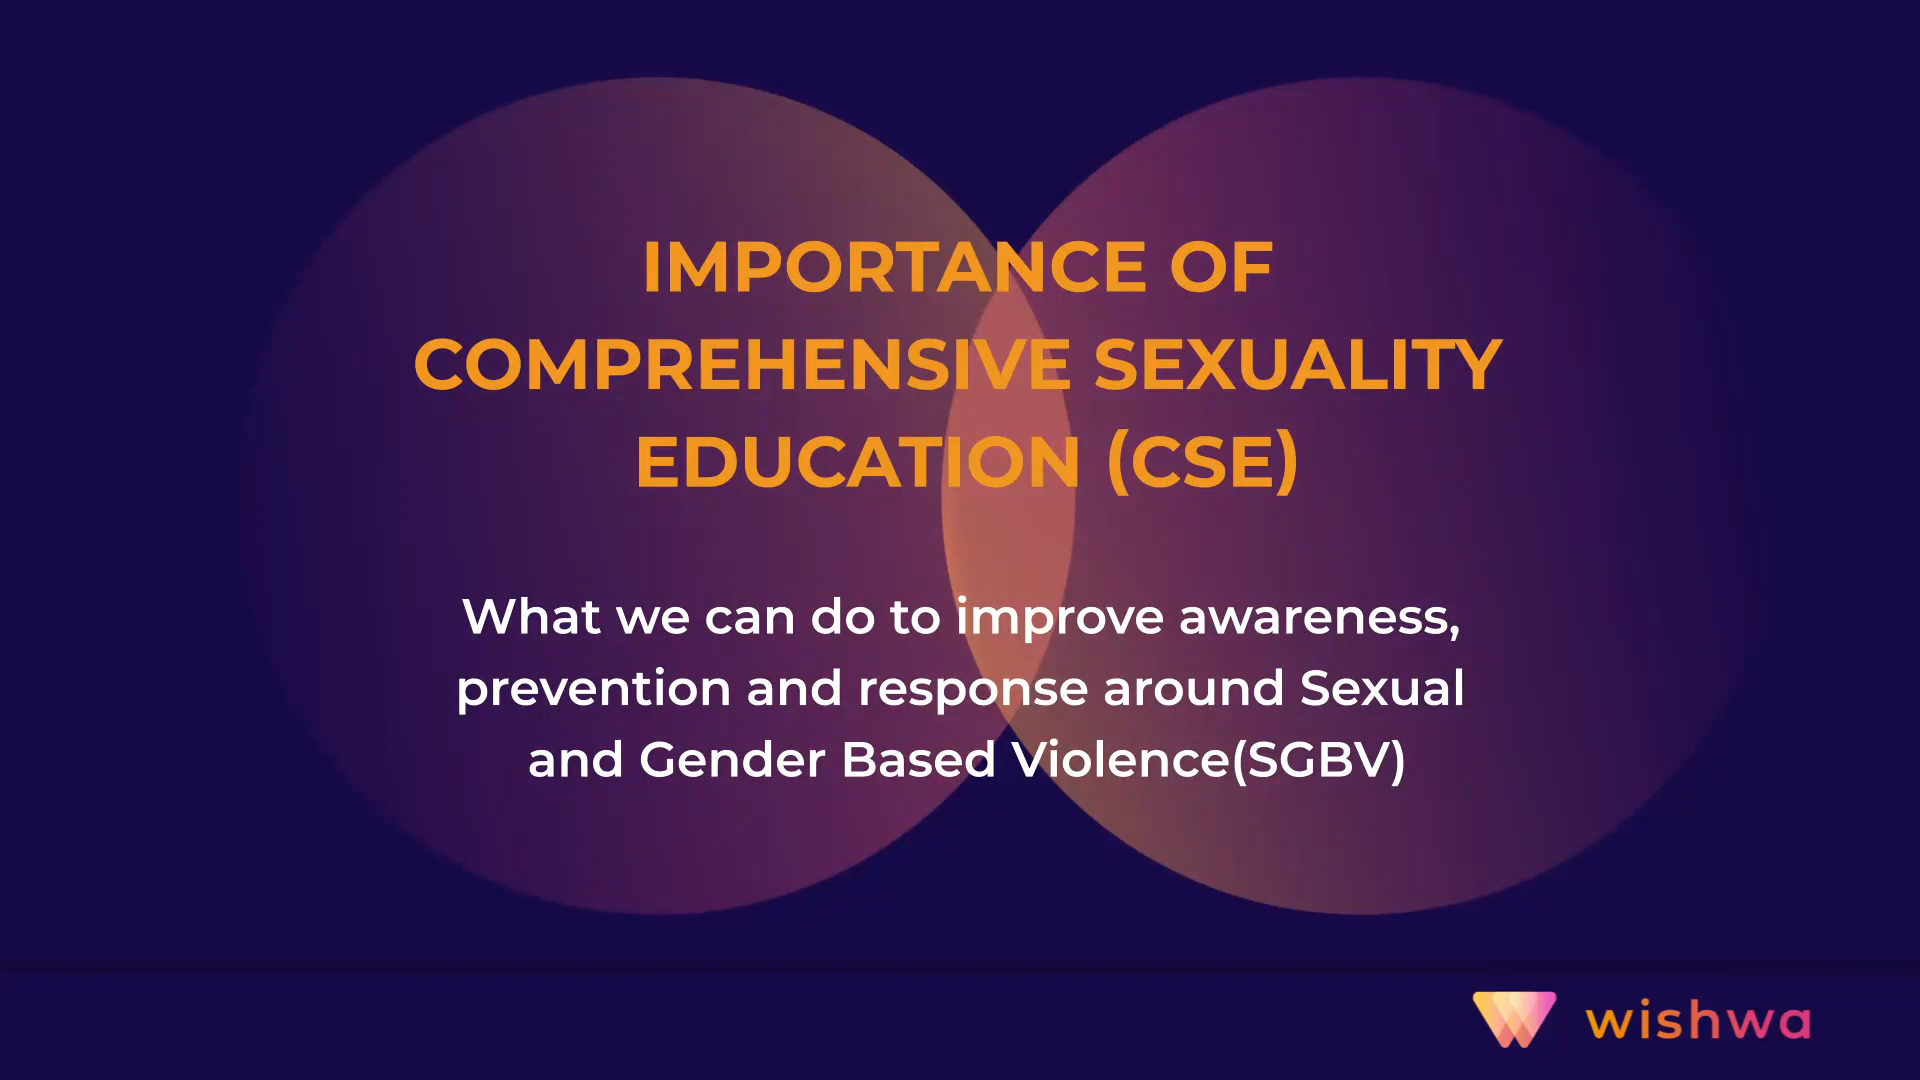 IMPORTANCE OF
COMPREHENSIVE SEXUALITY
EDUCATION (CSE)
What we can do to improve awareness,
prevention and response around Sexual
and Gender Based Violence(SGBV)
wishwa